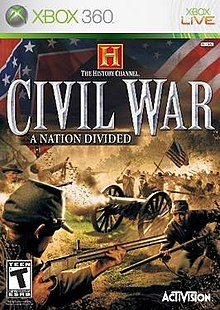 XBOX 360
XBOX
LIVE
H
THE HISTORY CHANNEL
CIVIL WAR
A NATION DIVIDED
TEEN
T
ESRB
ACTIVISION